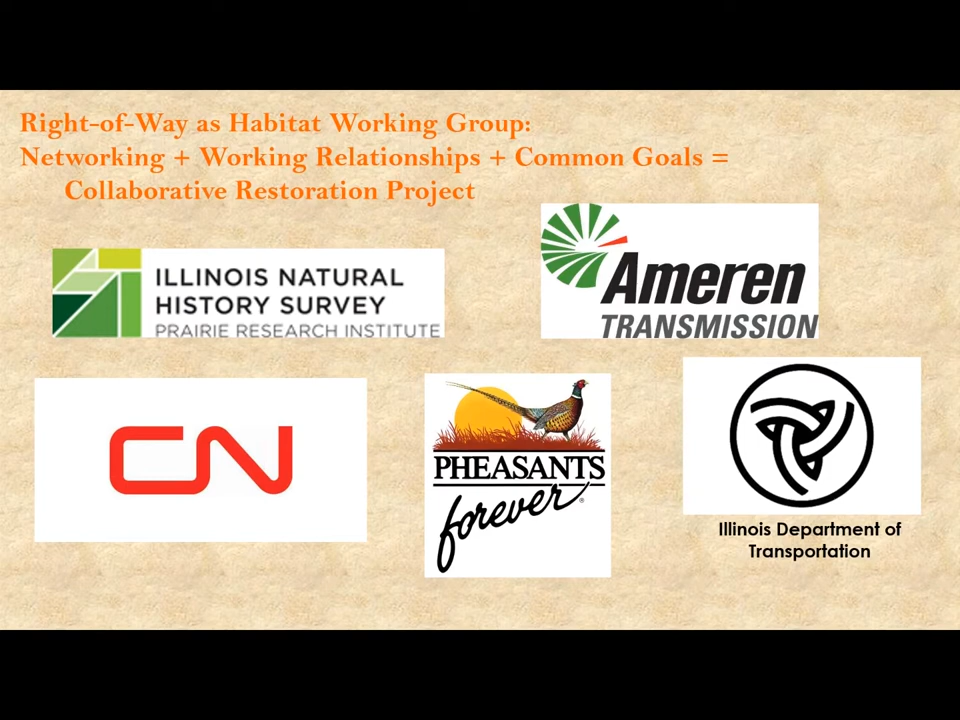 Right-of-Way as Habitat Working Group:
Networking + Working Relationships + Common Goals =
Collaborative Restoration Project
ILLINOIS NATURAL
HISTORY SURVEY
PRAIRIE RESEARCH INSTITUTE
Ameren
TRANSMISSION
CN
PHEASANTS
forever®
Illinois Department of
Transportation